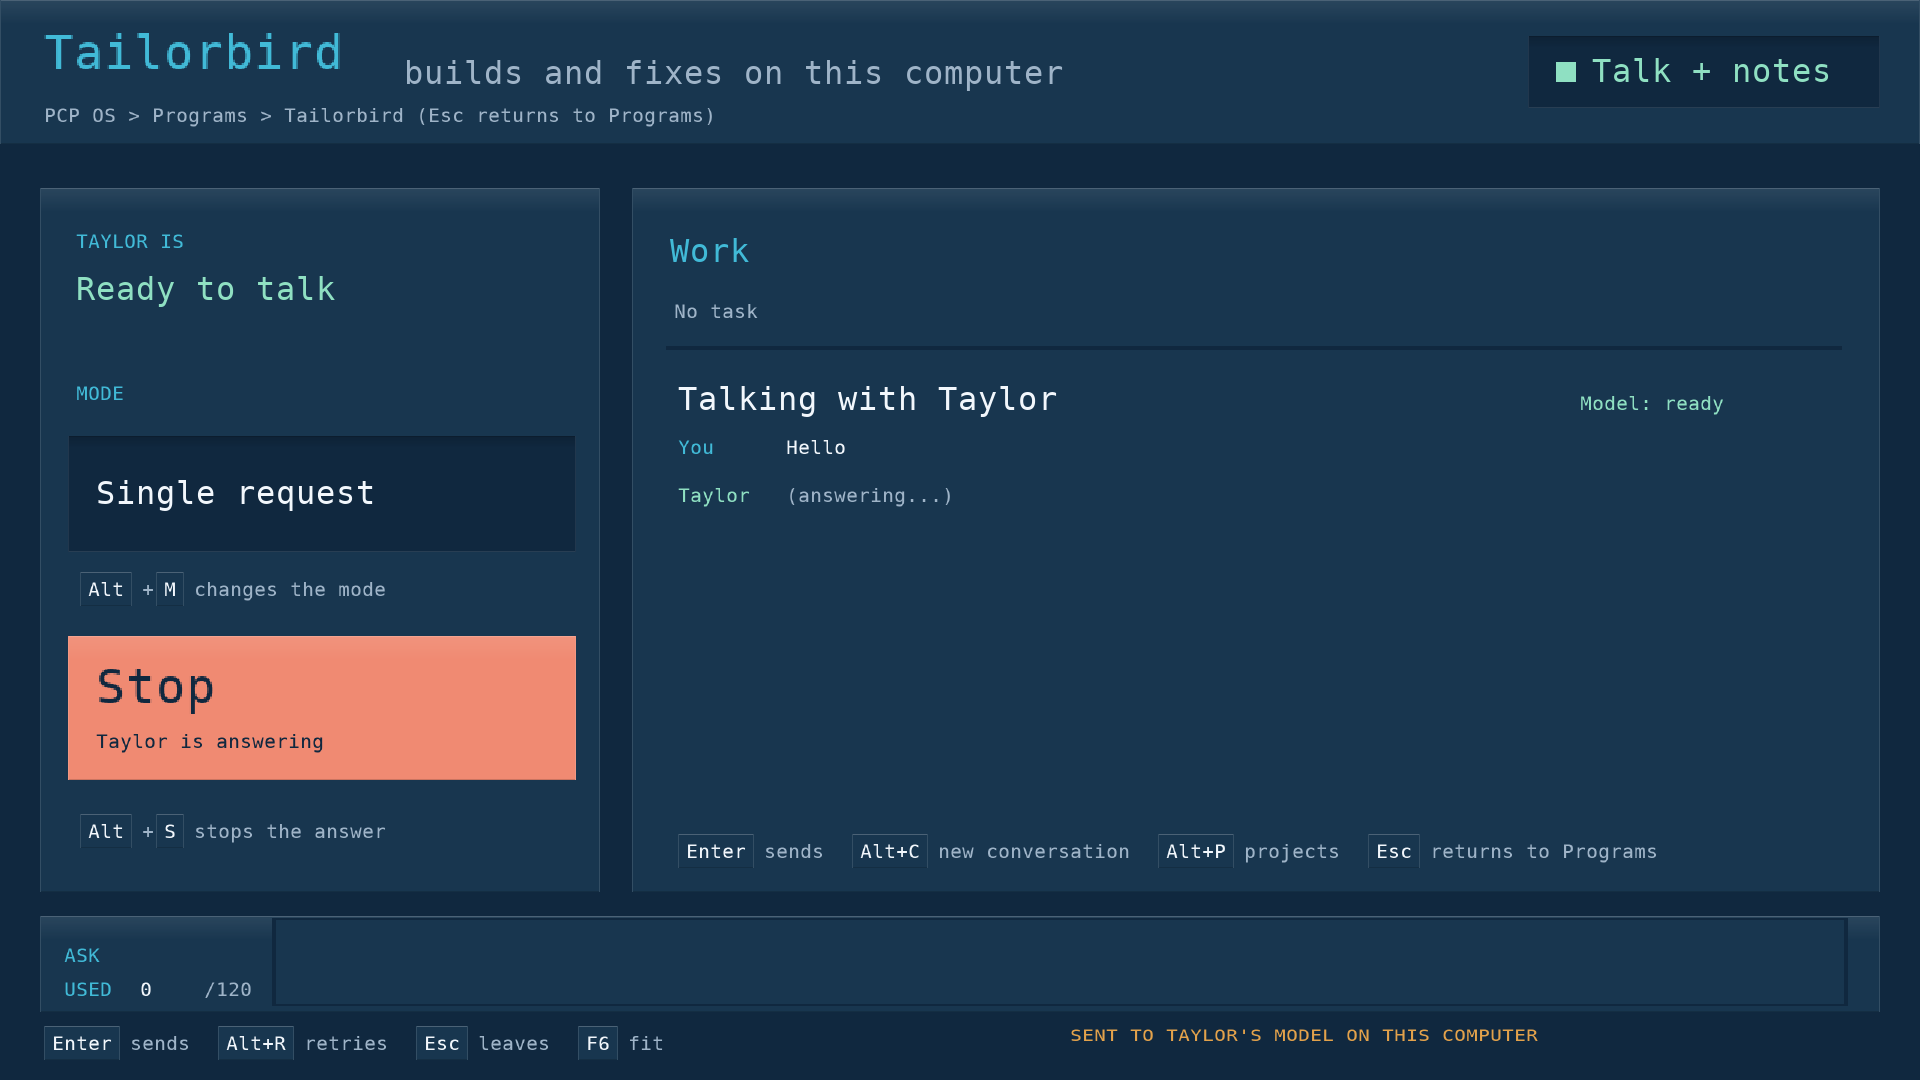 Tailorbird
builds and fixes on this computer
Talk + notes
PCP OS > Programs > Tailorbird (Esc returns to Programs)
TAYLOR IS
Ready to talk
MODE
Single request
Alt + M changes the mode
Stop
Taylor is answering
Alt + S stops the answer
Work
No task
Talking with Taylor
Model: ready
You Hello
Taylor (answering...)
Enter sends Alt+C new conversation Alt+P projects Esc returns to Programs
ASK
USED 0 /120
Enter sends Alt+R retries Esc leaves F6 fit
SENT TO TAYLOR'S MODEL ON THIS COMPUTER